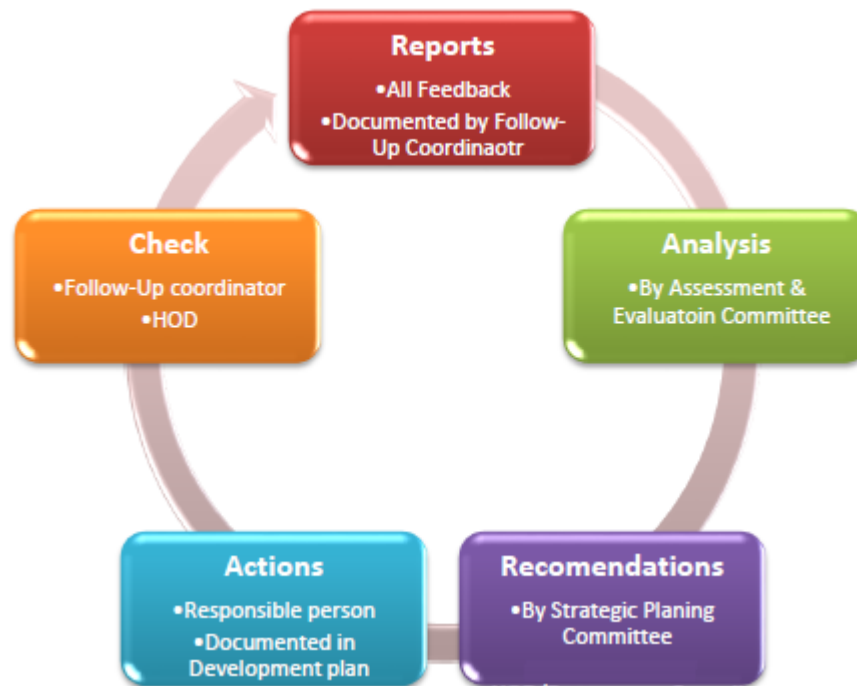 Reports
•All Feedback
•Documented by Follow-
Up Coordinaotr
Analysis
•By Assessment &
Evaluatoin Committee
Recomendations
•By Strategic Planing
Committee
Actions
•Responsible person
•Documented in
Development plan
Check
•Follow-Up coordinator
•HOD